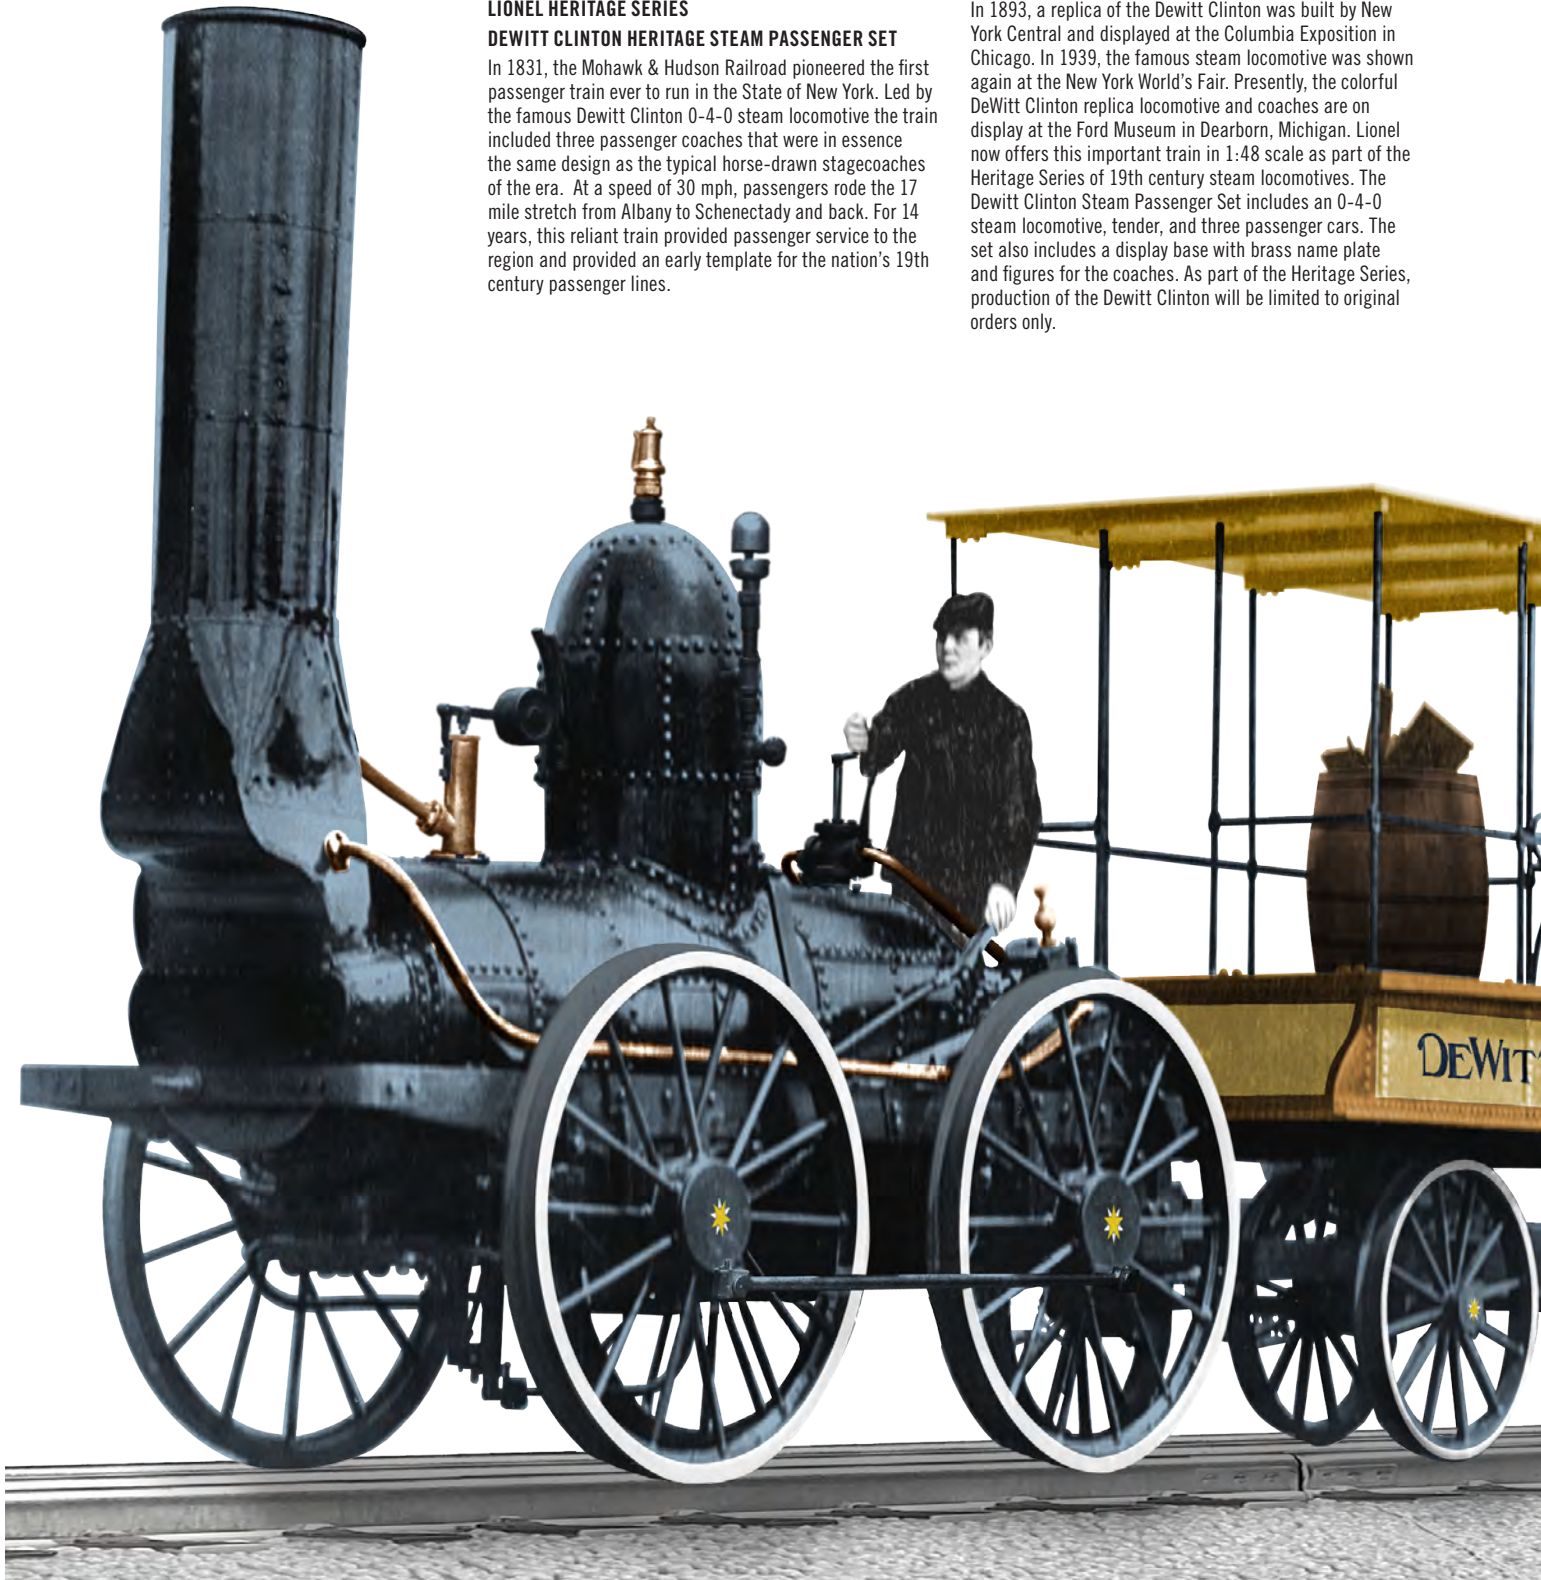 LIONEL HERITAGE SERIES
DEWITT CLINTON HERITAGE STEAM PASSENGER SET
In 1831, the Mohawk & Hudson Railroad pioneered the first
passenger train ever to run in the State of New York. Led by
the famous Dewitt Clinton 0-4-0 steam locomotive the train
included three passenger coaches that were in essence
the same design as the typical horse-drawn stagecoaches
of the era.  At a speed of 30 mph, passengers rode the 17
mile stretch from Albany to Schenectady and back. For 14
years, this reliant train provided passenger service to the
region and provided an early template for the nation's 19th
century passenger lines.
In 1893, a replica of the Dewitt Clinton was built by New
York Central and displayed at the Columbia Exposition in
Chicago. In 1939, the famous steam locomotive was shown
again at the New York World's Fair. Presently, the colorful
DeWitt Clinton replica locomotive and coaches are on
display at the Ford Museum in Dearborn, Michigan. Lionel
now offers this important train in 1:48 scale as part of the
Heritage Series of 19th century steam locomotives. The
Dewitt Clinton Steam Passenger Set includes an 0-4-0
steam locomotive, tender, and three passenger cars. The
set also includes a display base with brass name plate
and figures for the coaches. As part of the Heritage Series,
production of the Dewitt Clinton will be limited to original
orders only.
DEWIT